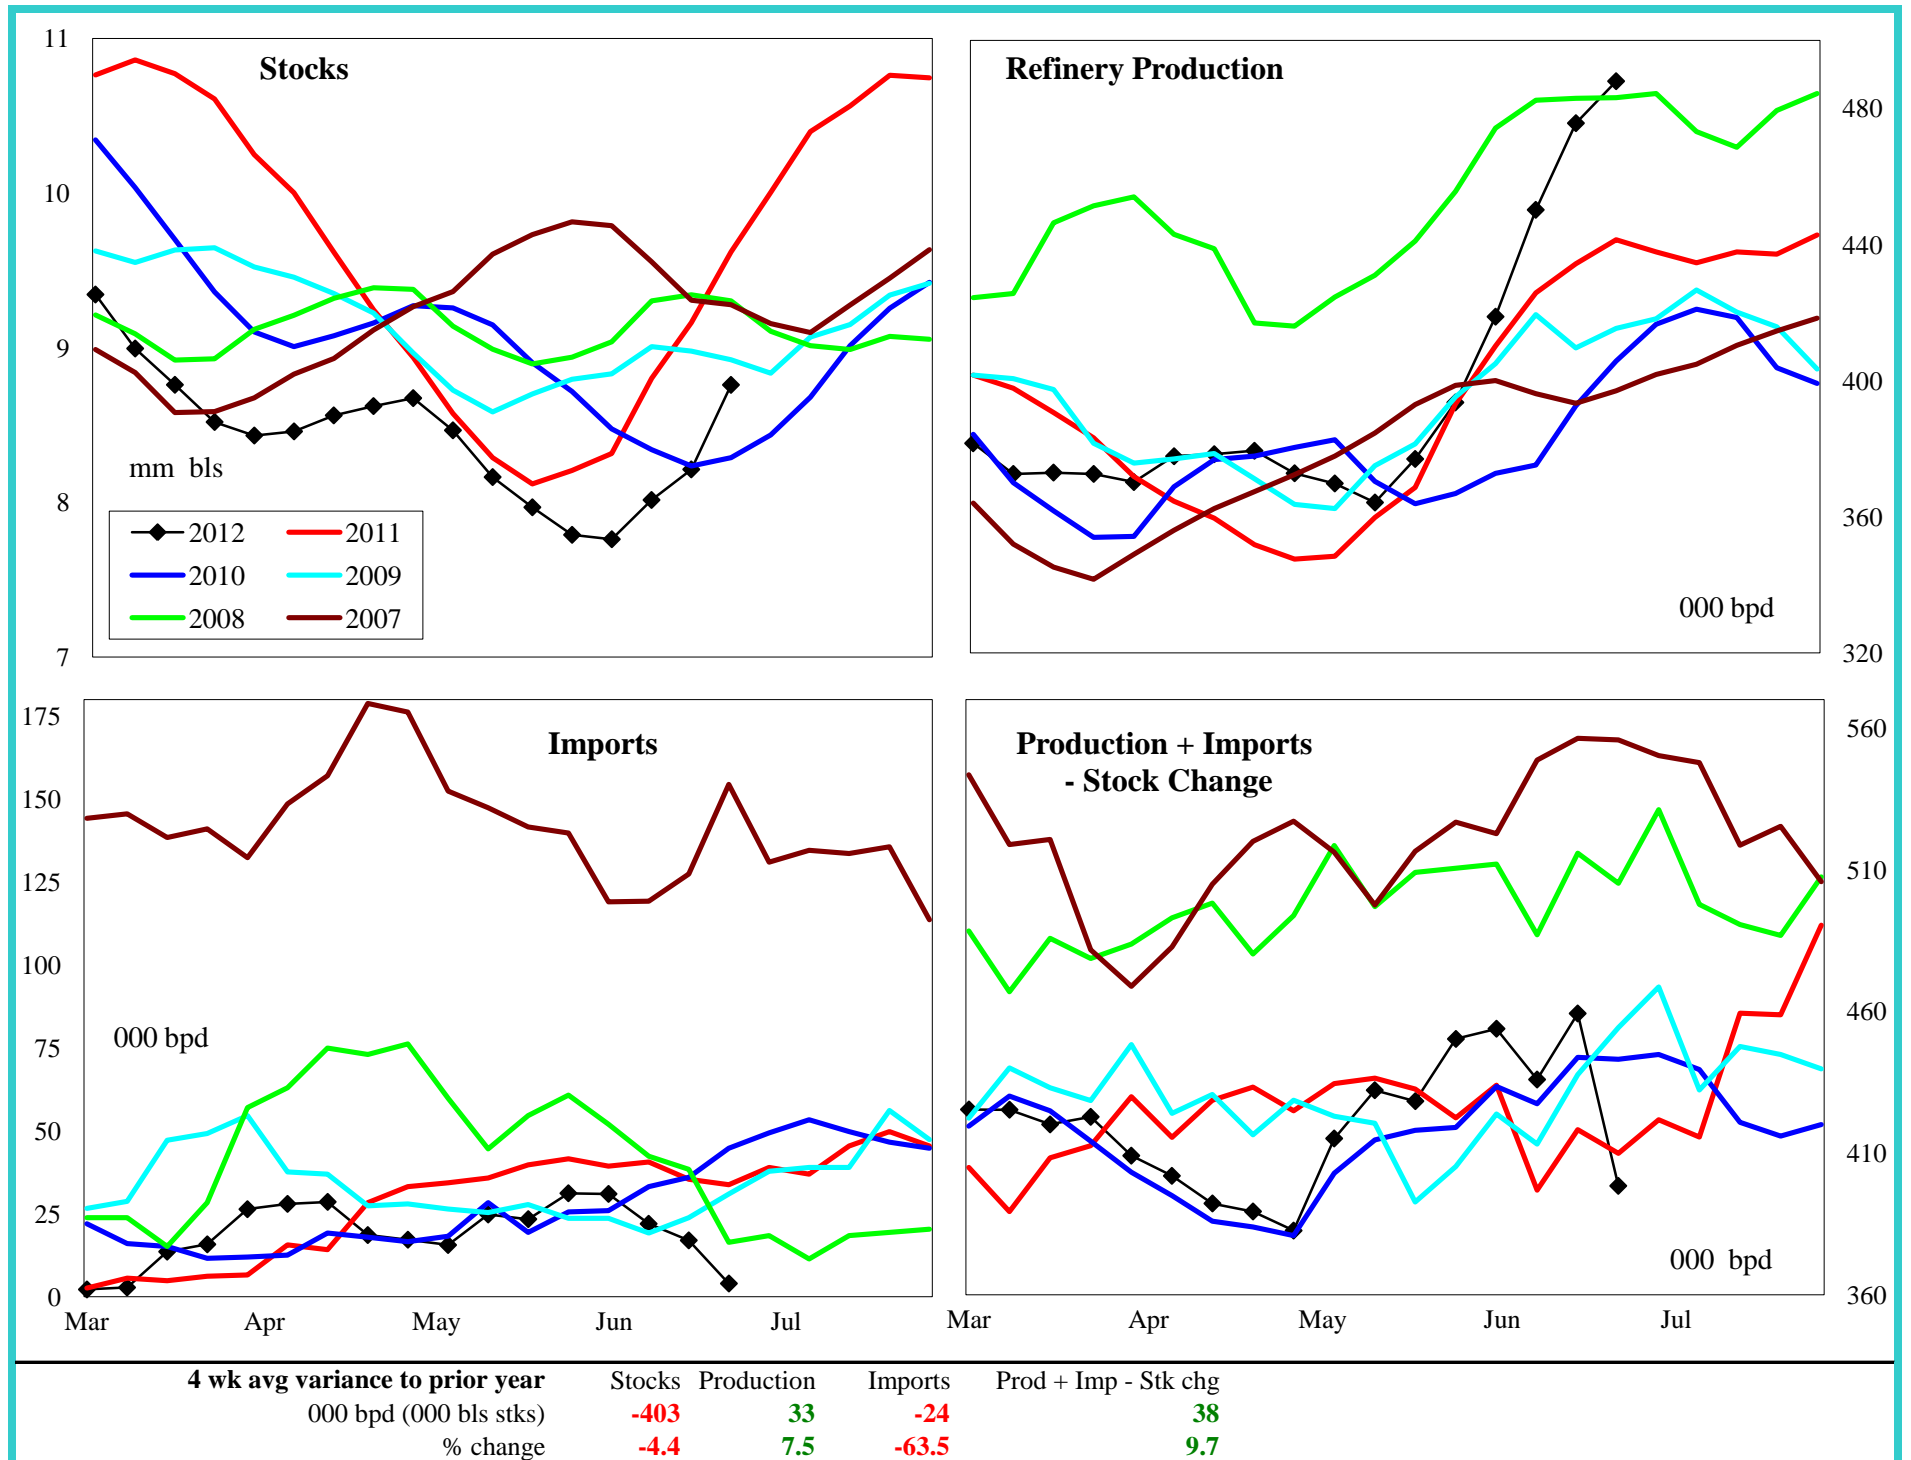 Stocks
11
10
9
8
7
mm bls
2012
2011
2010
2009
2008
2007
Refinery Production
480
440
400
360
320
000 bpd
Imports
175
150
125
100
75
50
25
0
000 bpd
Mar Apr May Jun Jul
Production + Imports
- Stock Change
560
510
460
410
360
000 bpd
Mar Apr May Jun Jul
4 wk avg variance to prior year Stocks Production Imports Prod + Imp - Stk chg
000 bpd (000 bls stks) -403 33 -24 38
% change -4.4 7.5 -63.5 9.7